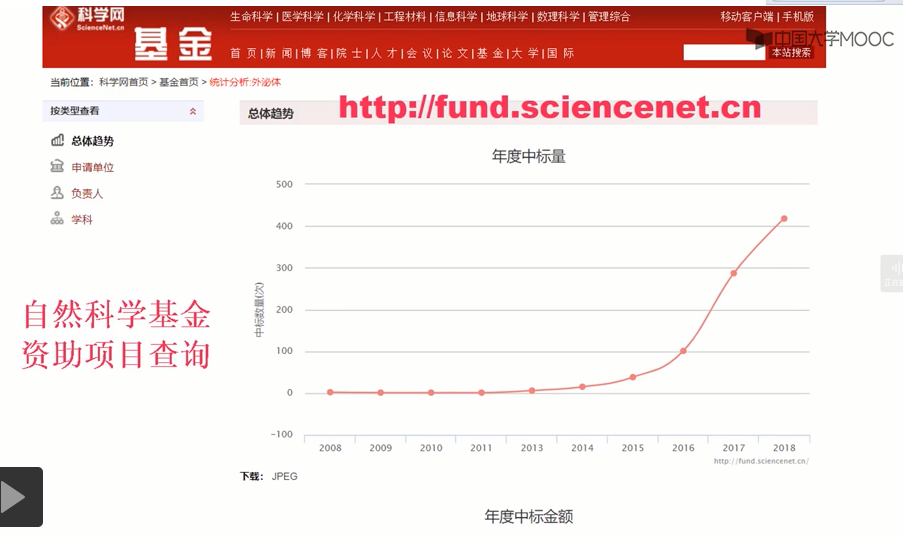 科学网
ScienceNet.cn
基金
生命科学 | 医学科学 | 化学科学 | 工程材料 | 信息科学 | 地球科学 | 数理科学 | 管理综合
移动客户端 | 手机版
首 页 | 新 闻 | 博 客 | 院 士 | 人 才 | 会 议 | 论 文 | 基 金 | 大 学 | 国 际
本站搜索
中国大学MOOC
当前位置：科学网首页 > 基金首页 > 统计分析:外泌体
按类型查看
总体趋势
申请单位
负责人
学科
总体趋势
http://fund.sciencenet.cn
年度中标量
500
400
300
200
100
0
-100
中标数量(次)
2008 2009 2010 2011 2013 2014 2015 2016 2017 2018
http://fund.sciencenet.cn/
自然科学基金
资助项目查询
下载： JPEG
年度中标金额